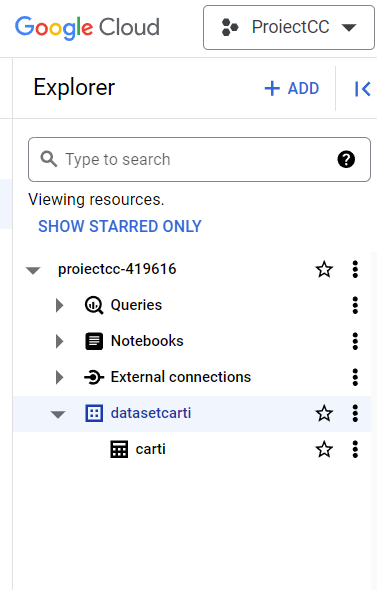 Google Cloud
ProiectCC
Explorer
+ ADD
Type to search
Viewing resources.
SHOW STARRED ONLY
proiectcc-419616
Queries
Notebooks
External connections
datasetcarti
carti